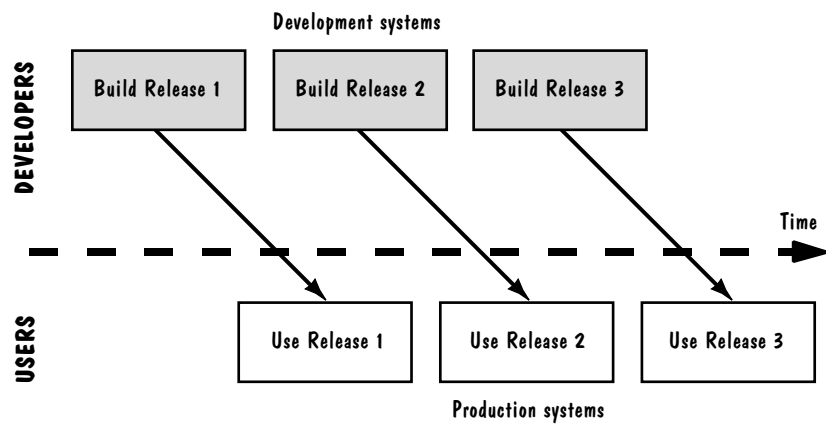 Development systems
DEVELOPERS
Build Release 1
Build Release 2
Build Release 3
Time
USERS
Use Release 1
Use Release 2
Use Release 3
Production systems